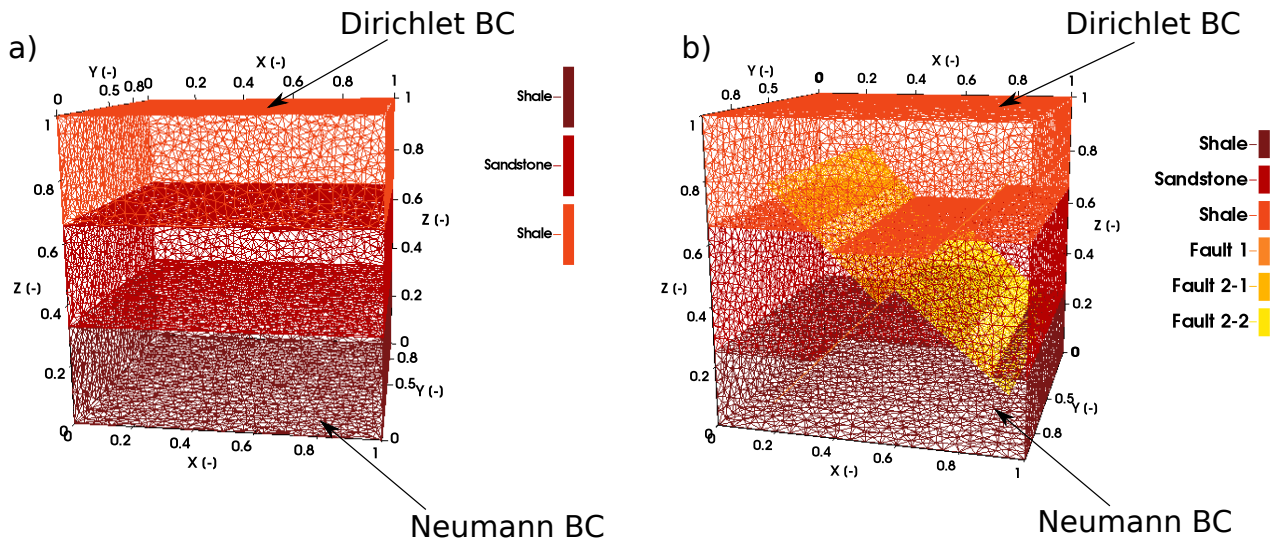 a)
Dirichlet BC
X (-)
Y (-)
0 0.5 0.8 0 0.2 0.4 0.6 0.8 1
1
1
0.8
0.8
0.6
0.6
Z (-)
0.4
Z (-)
0.4
0.2
0
0.8
0.2
0.5 Y (-)
0
0
0.2
0.4
0.6
0.8
1
0
X (-)
Neumann BC
Shale
Sandstone
Shale
b)
Dirichlet BC
X (-)
Y (-)
0.8 0.5 0 0.2 0.4 0.6 0.8 1
1
1
0.8
0.8
0.6
0.6
Z (-)
0.4
Z (-)
0.4
0.2
0
0.2
0.5 Y (-)
0.8
0
0
0.2
0.4
0.6
0.8
1
X (-)
Neumann BC
Shale
Sandstone
Shale
Fault 1
Fault 2-1
Fault 2-2